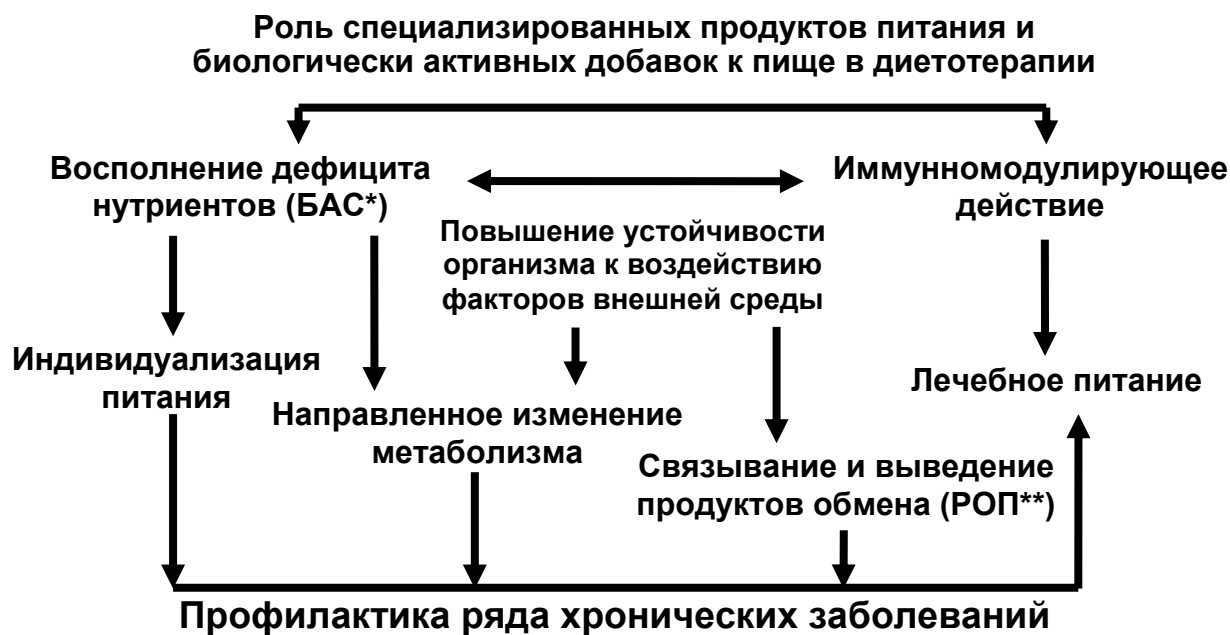 Роль специализированных продуктов питания и
биологически активных добавок к пище в диетотерапии
Восполнение дефицита
нутриентов (БАС*)
Иммунномодулирующее
действие
Повышение устойчивости
организма к воздействию
факторов внешней среды
Индивидуализация
питания
Лечебное питание
Направленное изменение
метаболизма
Связывание и выведение
продуктов обмена (РОП**)
Профилактика ряда хронических заболеваний